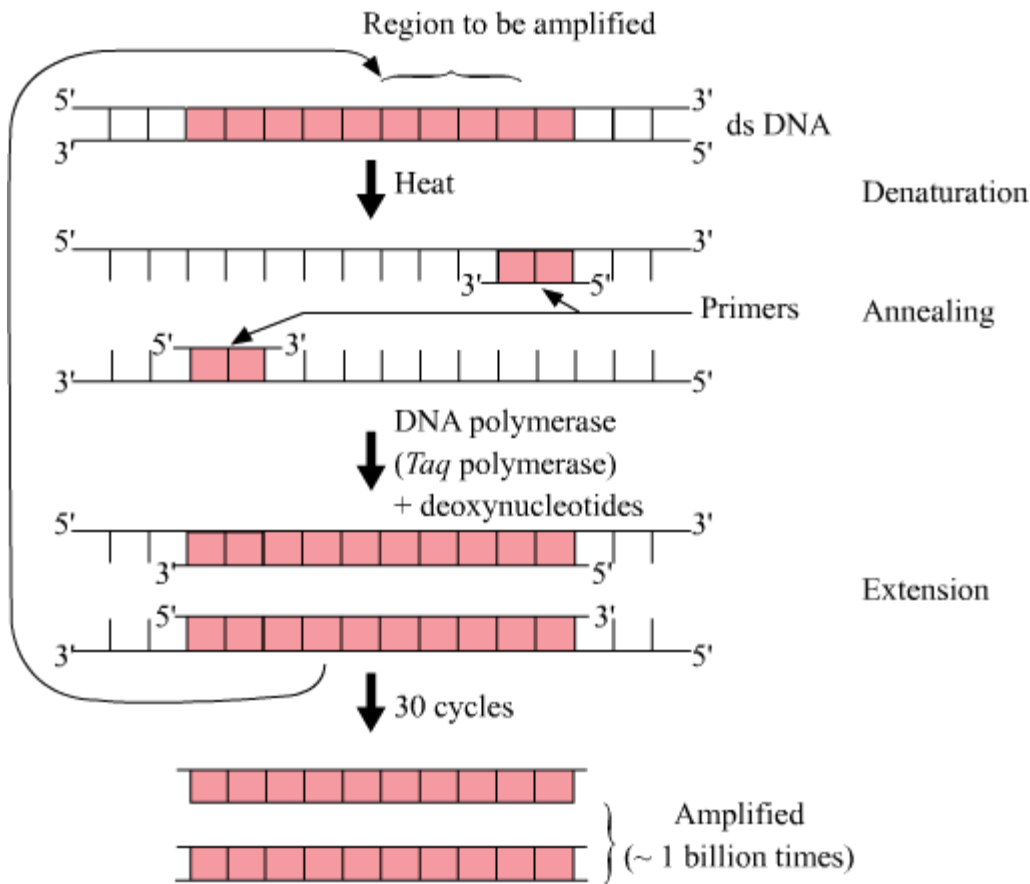 Region to be amplified
5' 3'
ds DNA
3' 5'
Heat
Denaturation
5' 3'
3' 5'
Primers Annealing
5' 3'
3' 5'
DNA polymerase
(Taq polymerase)
+ deoxynucleotides
5' 3'
3' 5'
Extension
5' 3'
3' 5'
30 cycles
Amplified
(~ 1 billion times)